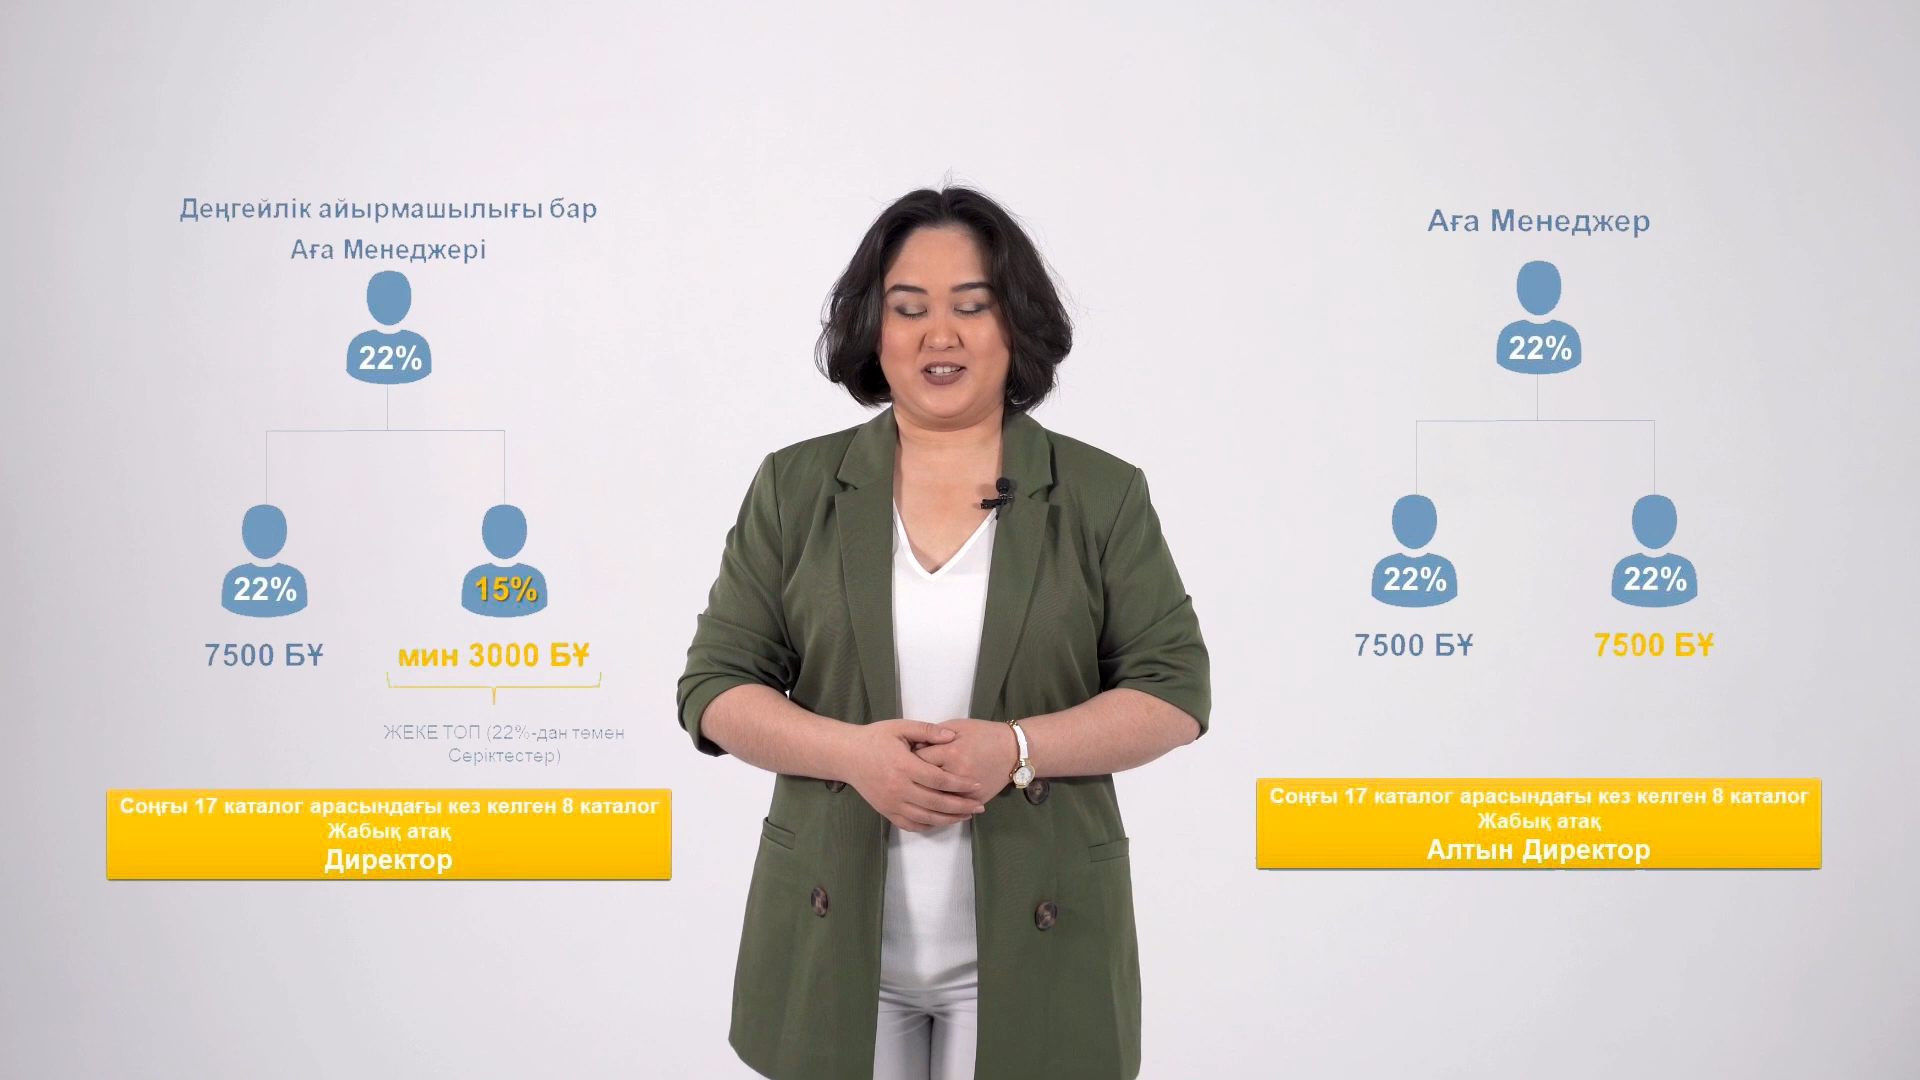 Деңгейлік айырмашылығы бар
Аға Менеджері
22%
22%
15%
7500 БҰ
мин 3000 БҰ
ЖЕКЕ ТОП (22%-дан төмен
Серіктестер)
Соңғы 17 каталог арасындағы кез келген 8 каталог
Жабық атақ
Директор
Аға Менеджер
22%
22%
22%
7500 БҰ
7500 БҰ
Соңғы 17 каталог арасындағы кез келген 8 каталог
Жабық атақ
Алтын Директор